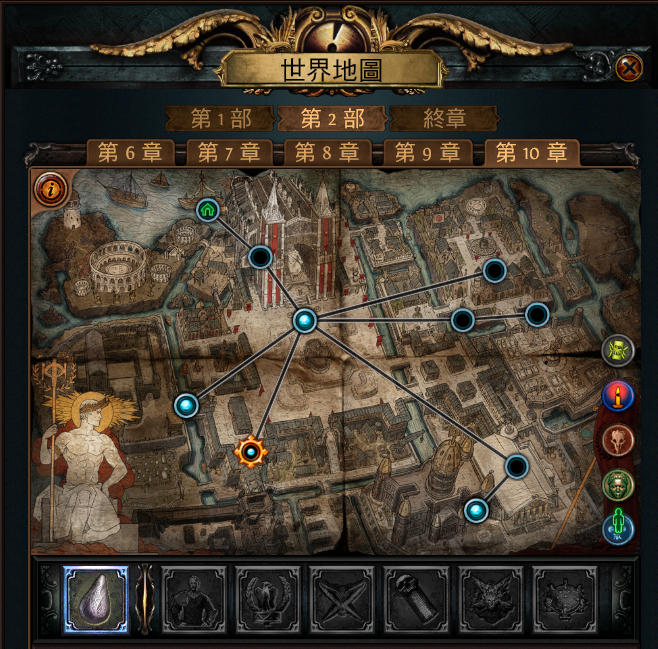 世界地圖
第 1 部 第 2 部 終章
第 6 章 第 7 章 第 8 章 第 9 章 第 10 章
i